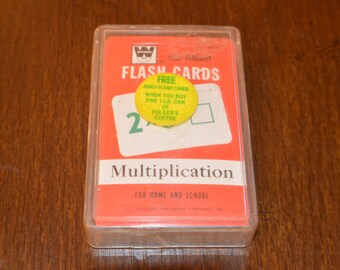 W
FLASH CARDS
FREE
MATH FLASH CARDS
WHEN YOU BUY
ONE 1-LB. CAN
OF
FOLGER'S
COFFEE
2
Multiplication
FOR HOME AND SCHOOL